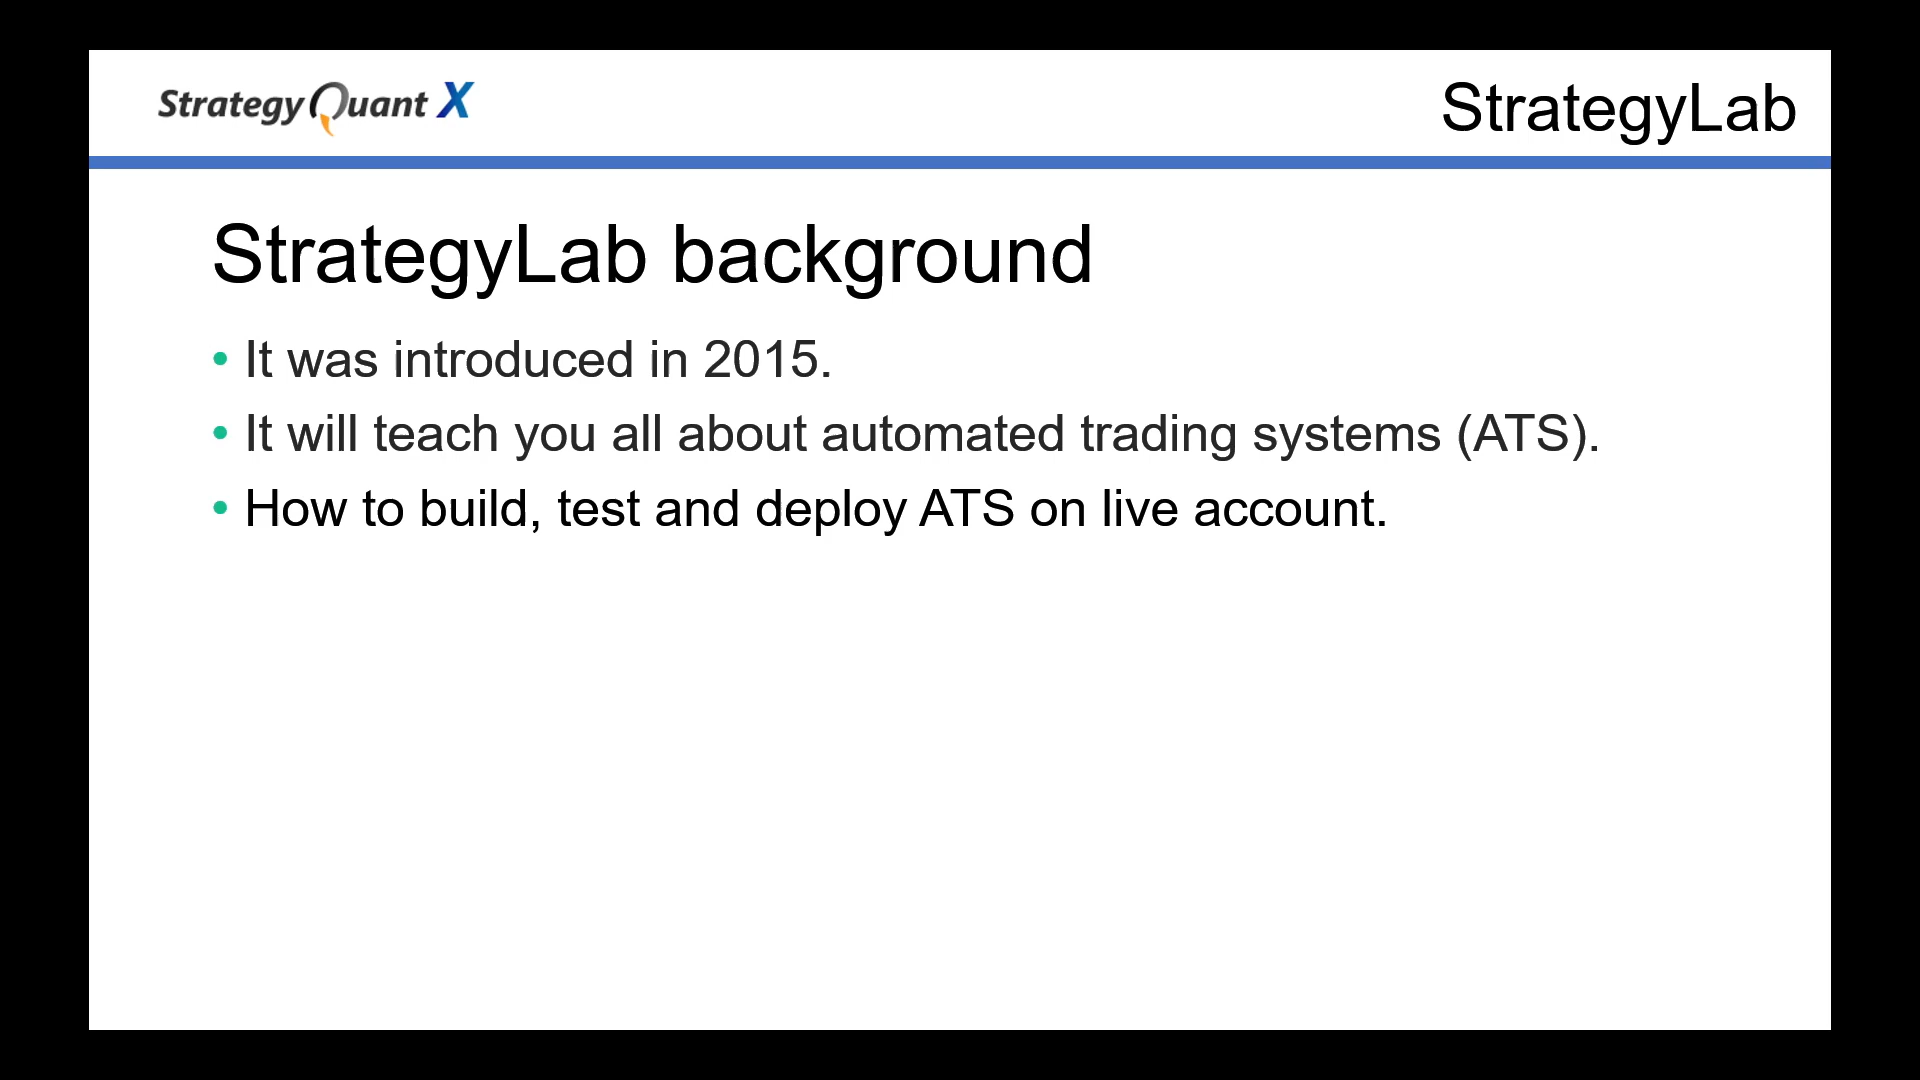 StrategyQuant X
StrategyLab
StrategyLab background
• It was introduced in 2015.
• It will teach you all about automated trading systems (ATS).
• How to build, test and deploy ATS on live account.